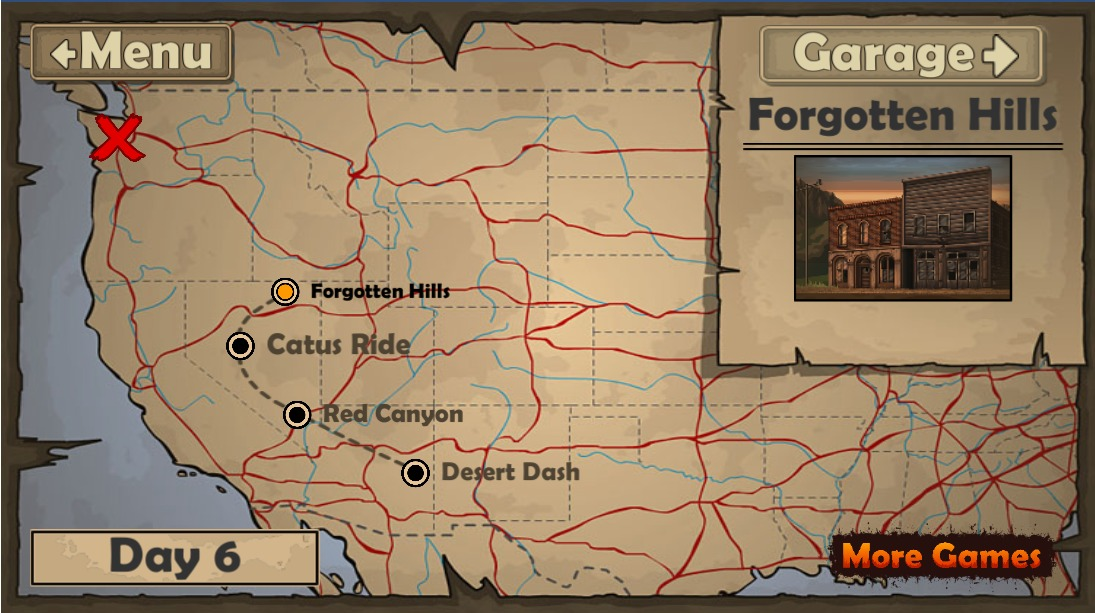 Menu
Garage
Forgotten Hills
Forgotten Hills
Catus Ride
Red Canyon
Desert Dash
Day 6
More Games